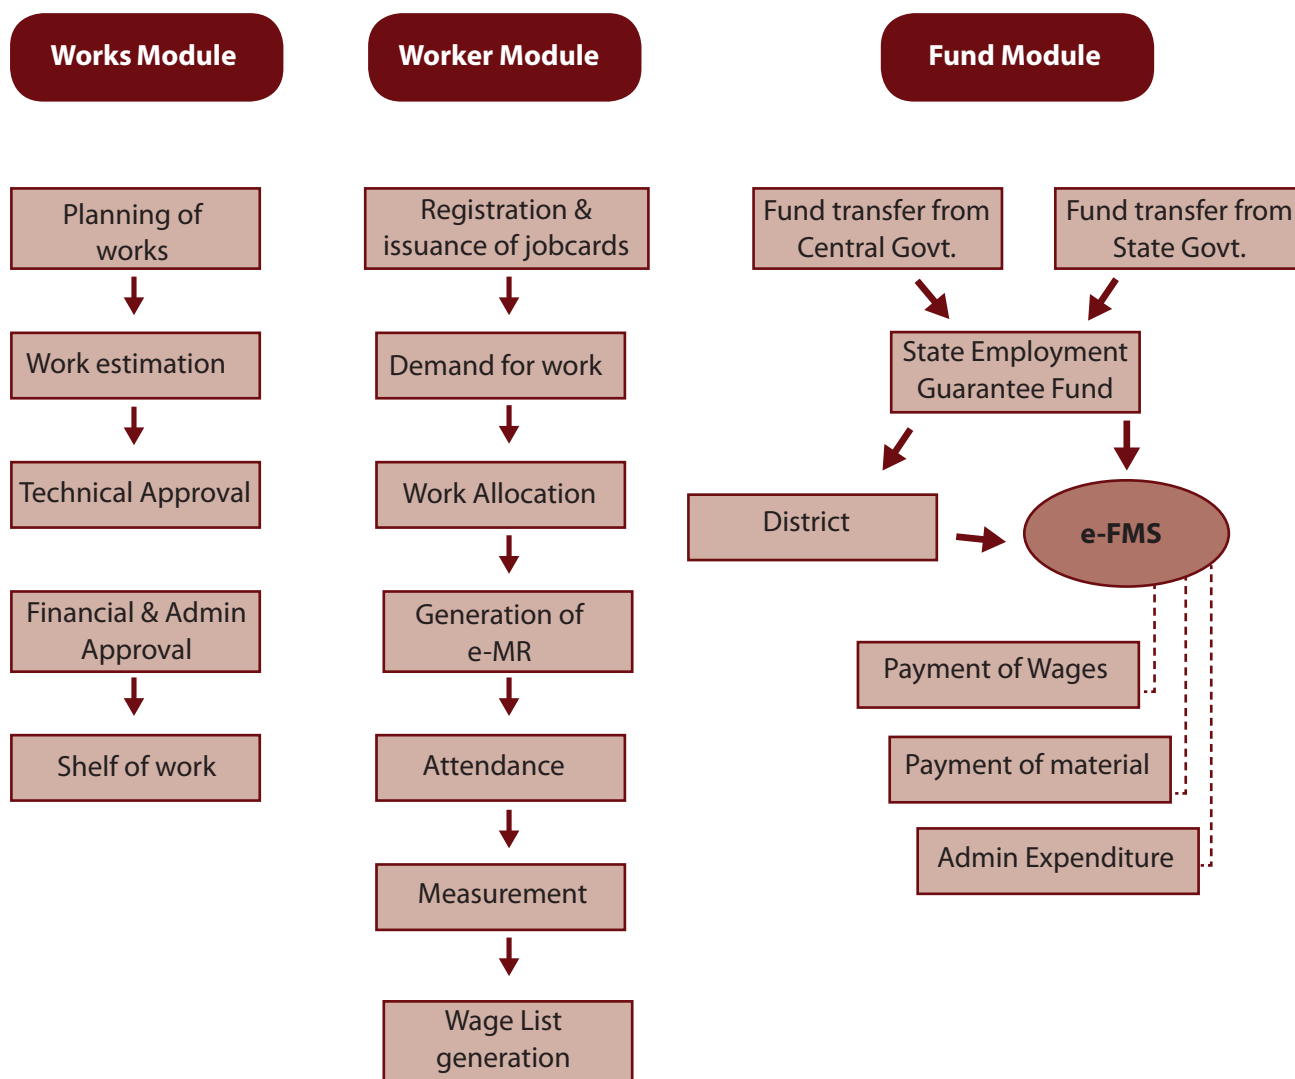 Works Module
Planning of
works
Work estimation
Technical Approval
Financial & Admin
Approval
Shelf of work
Worker Module
Registration &
issuance of jobcards
Demand for work
Work Allocation
Generation of
e-MR
Attendance
Measurement
Wage List
generation
Fund Module
Fund transfer from
Central Govt.
Fund transfer from
State Govt.
State Employment
Guarantee Fund
District
e-FMS
Payment of Wages
Payment of material
Admin Expenditure